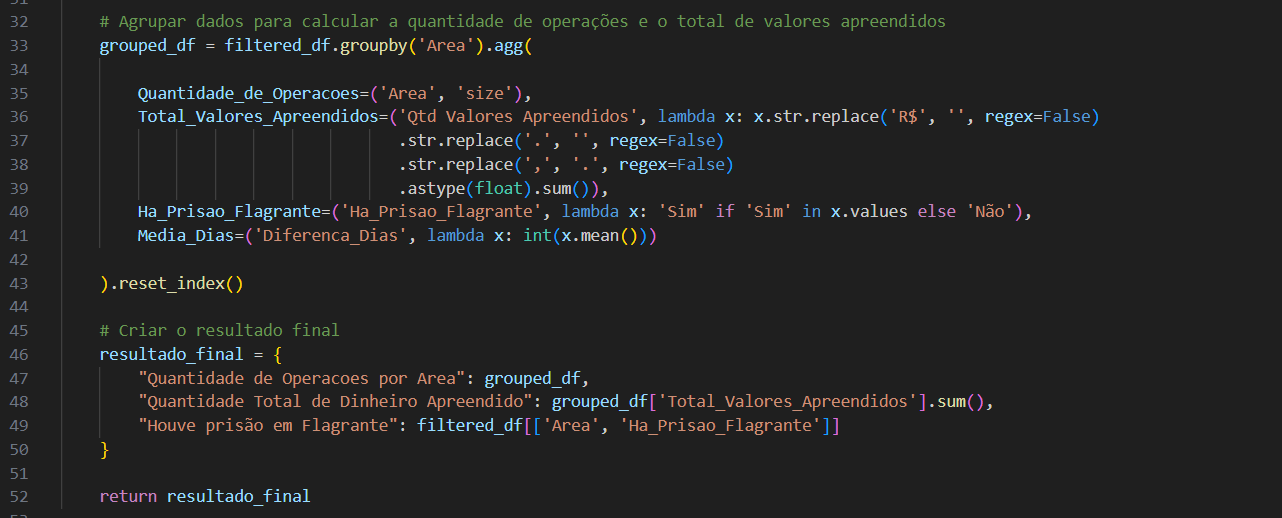 32 # Agrupar dados para calcular a quantidade de operações e o total de valores apreendidos
33 grouped_df = filtered_df.groupby('Area').agg(
34
35 Quantidade_de_Operacoes=('Area', 'size'),
36 Total_Valores_Apreendidos=('Qtd Valores Apreendidos', lambda x: x.str.replace('R$', '', regex=False)
37 .str.replace('.', '', regex=False)
38 .str.replace(',', '.', regex=False)
39 .astype(float).sum()),
40 Ha_Prisao_Flagrante=('Ha_Prisao_Flagrante', lambda x: 'Sim' if 'Sim' in x.values else 'Não'),
41 Media_Dias=('Diferenca_Dias', lambda x: int(x.mean()))
42
43 ).reset_index()
44
45 # Criar o resultado final
46 resultado_final = {
47 "Quantidade de Operacoes por Area": grouped_df,
48 "Quantidade Total de Dinheiro Apreendido": grouped_df['Total_Valores_Apreendidos'].sum(),
49 "Houve prisão em Flagrante": filtered_df[['Area', 'Ha_Prisao_Flagrante']]
50 }
51
52 return resultado_final